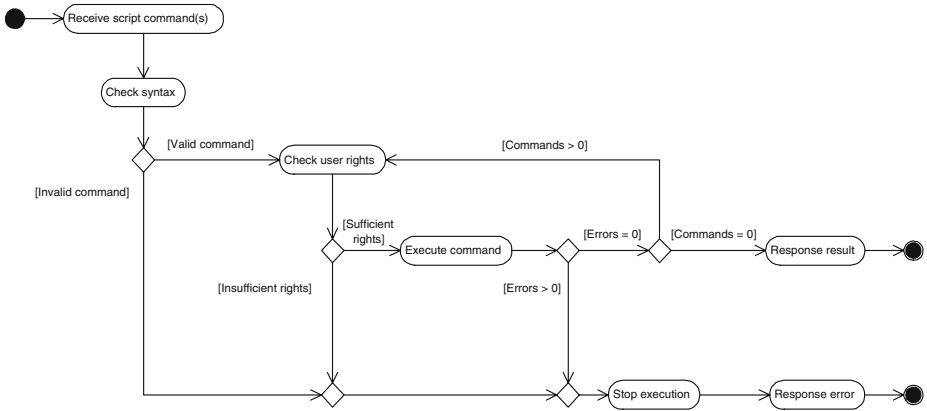 Receive script command(s)
Check syntax
[Valid command]
[Commands > 0]
Check user rights
[Invalid command]
[Sufficient
rights]
[Errors = 0]
[Commands = 0]
Execute command
Response result
[Insufficient rights]
[Errors > 0]
Stop execution
Response error